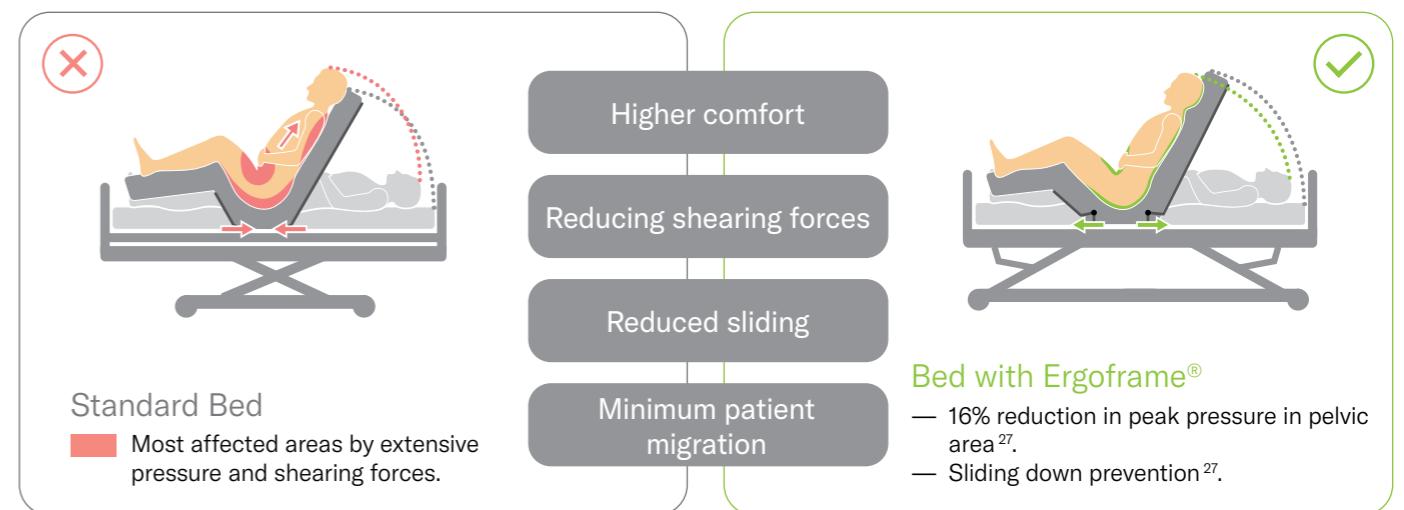 Higher comfort
Reducing shearing forces
Reduced sliding
Minimum patient
migration
Standard Bed
Most affected areas by extensive
pressure and shearing forces.
Bed with Ergoframe®
— 16% reduction in peak pressure in pelvic
area 27.
— Sliding down prevention 27.